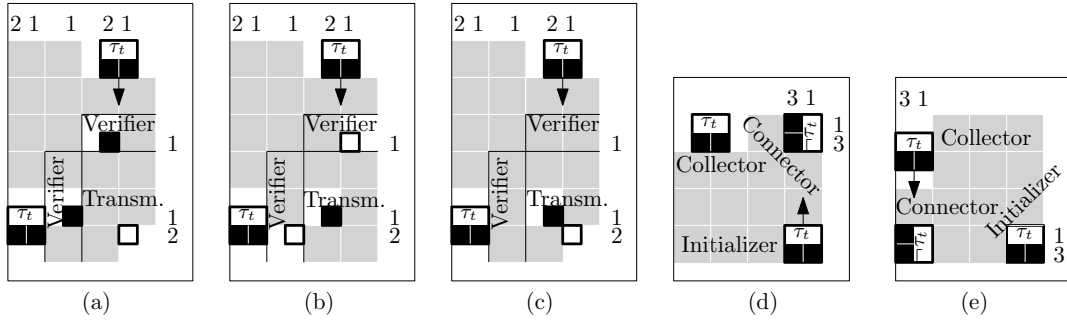 2 1 1 2 1
τt
Verifier
1
Verifier
Transm.
τt
1
2
(a)
2 1 1 2 1
τt
Verifier
1
Verifier
Transm.
τt
1
2
(b)
2 1 1 2 1
τt
Verifier
1
Verifier
Transm.
τt
1
2
(c)
3 1
τt
τt
1
3
Connector
Collector
Initializer
τt
(d)
3 1
τt
Collector
Initializer
Connector.
τt
τt
1
3
(e)